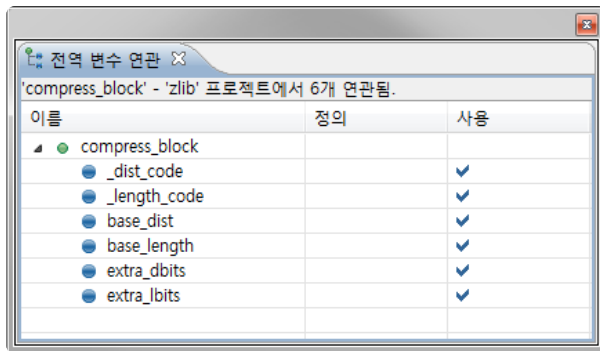 전역 변수 연관
'compress_block' - 'zlib' 프로젝트에서 6개 연관됨.
이름 정의 사용
compress_block
_dist_code
_length_code
base_dist
base_length
extra_dbits
extra_lbits